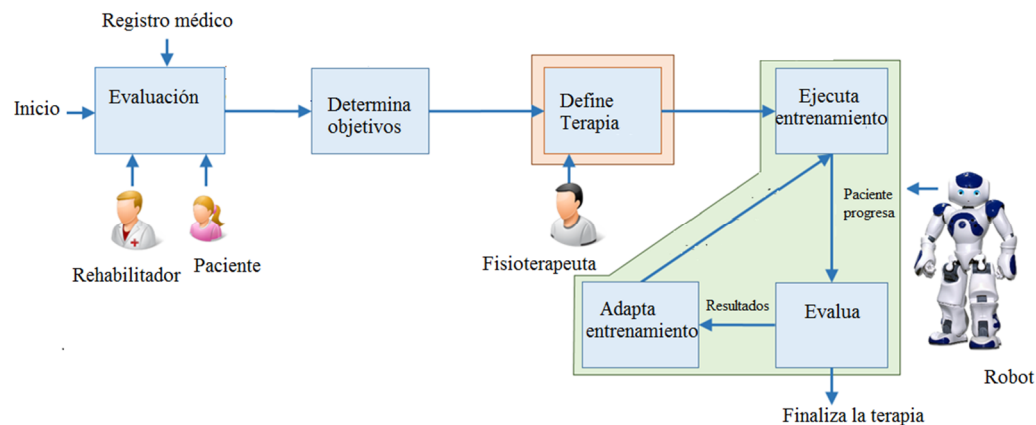 Registro médico
Inicio
Evaluación
Determina
objetivos
Define
Terapia
Ejecuta
entrenamiento
Paciente
progresa
Rehabilitador
Paciente
Fisioterapeuta
Adapta
entrenamiento
Resultados
Evalua
Robot
Finaliza la terapia